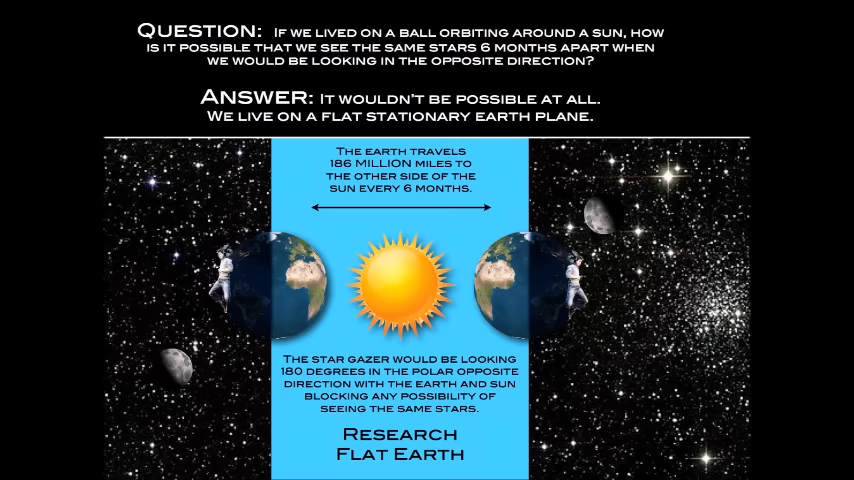 QUESTION: IF WE LIVED ON A BALL ORBITING AROUND A SUN, HOW
IS IT POSSIBLE THAT WE SEE THE SAME STARS 6 MONTHS APART WHEN
WE WOULD BE LOOKING IN THE OPPOSITE DIRECTION?
ANSWER: IT WOULDN'T BE POSSIBLE AT ALL.
WE LIVE ON A FLAT STATIONARY EARTH PLANE.
THE EARTH TRAVELS
186 MILLION MILES TO
THE OTHER SIDE OF THE
SUN EVERY 6 MONTHS.
THE STAR GAZER WOULD BE LOOKING
180 DEGREES IN THE POLAR OPPOSITE
DIRECTION WITH THE EARTH AND SUN
BLOCKING ANY POSSIBILITY OF
SEEING THE SAME STARS.
RESEARCH
FLAT EARTH